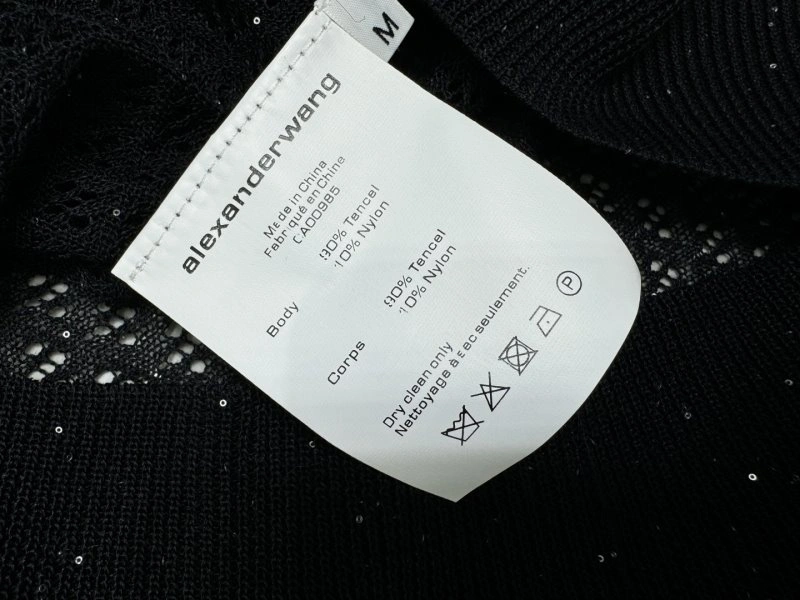 M
alexanderwang
Made in China
Fabriqué en Chine
CA00985
Body
90% Tencel
10% Nylon
Corps
90% Tencel
10% Nylon
Dry clean only
Nettoyage à sec seulement.
P